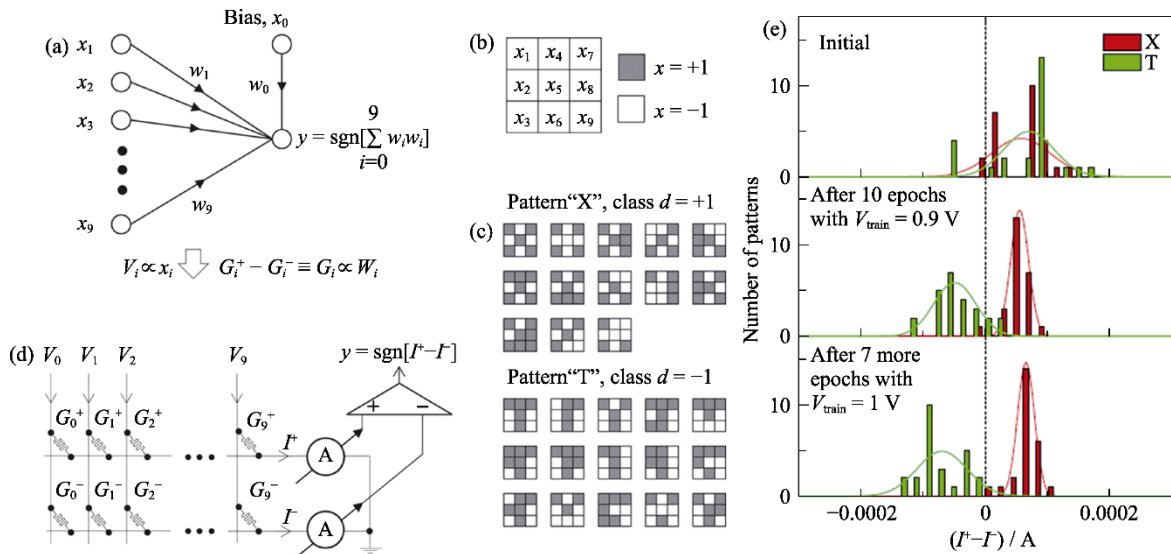 (a)
Bias, x₀
x₁
x₂
x₃
x₉
w₁
w₀
w₉
9
y = sgn[∑ wᵢwᵢ]
i=0
Vᵢ∝xᵢ
Gᵢ⁺ − Gᵢ⁻ ≡ Gᵢ∝Wᵢ
(b)
x₁ x₄ x₇
x₂ x₅ x₈
x₃ x₆ x₉
x = +1
x = −1
Pattern“X”, class d = +1
(c)
Pattern“T”, class d = −1
(d)
V₀ V₁ V₂ V₉
y = sgn[I⁺−I⁻]
+ −
G₀⁺ G₁⁺ G₂⁺ G₉⁺
I⁺
A
G₀⁻ G₁⁻ G₂⁻ G₉⁻
I⁻
A
(e)
Initial
X
T
10
5
0
After 10 epochs
with Vtrain = 0.9 V
10
5
0
After 7 more
epochs with
Vtrain = 1 V
10
5
0
Number of patterns
−0.0002 0 0.0002
(I⁺−I⁻) / A